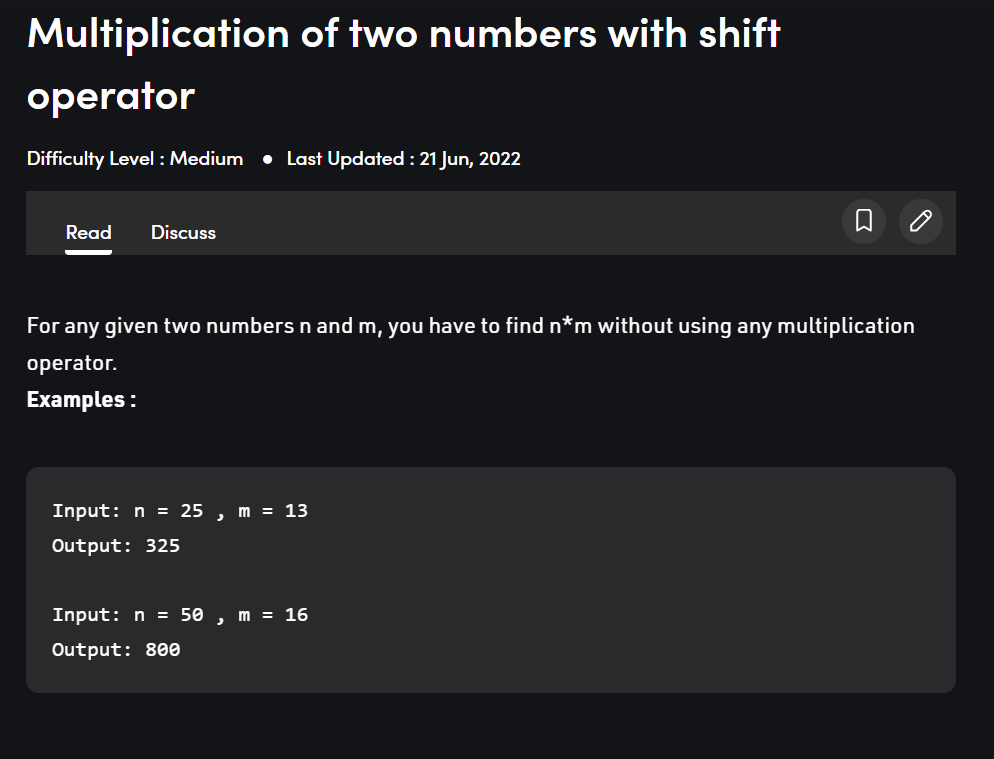 Multiplication of two numbers with shift
operator
Difficulty Level : Medium ● Last Updated : 21 Jun, 2022
Read Discuss
For any given two numbers n and m, you have to find n*m without using any multiplication
operator.
Examples :
Input: n = 25 , m = 13
Output: 325
Input: n = 50 , m = 16
Output: 800